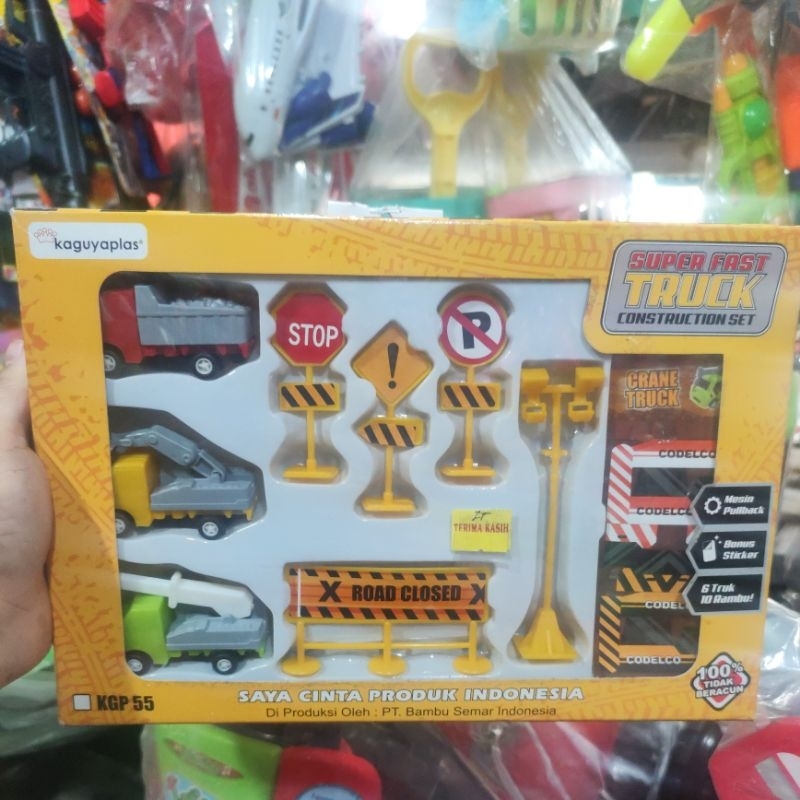 kaguyaplas®
SUPER FAST
TRUCK
CONSTRUCTION SET
STOP
!
P
CRANE
TRUCK
CODELCO
CODELCO
Mesin
Pullback
Bonus
Sticker
6 Truk
10 Rambu!
TERIMA KASIH
X ROAD CLOSED X
CODELCO
CODELCO
100%
TIDAK
BERACUN
KGP 55
SAYA CINTA PRODUK INDONESIA
Di Produksi Oleh : PT. Bambu Semar Indonesia